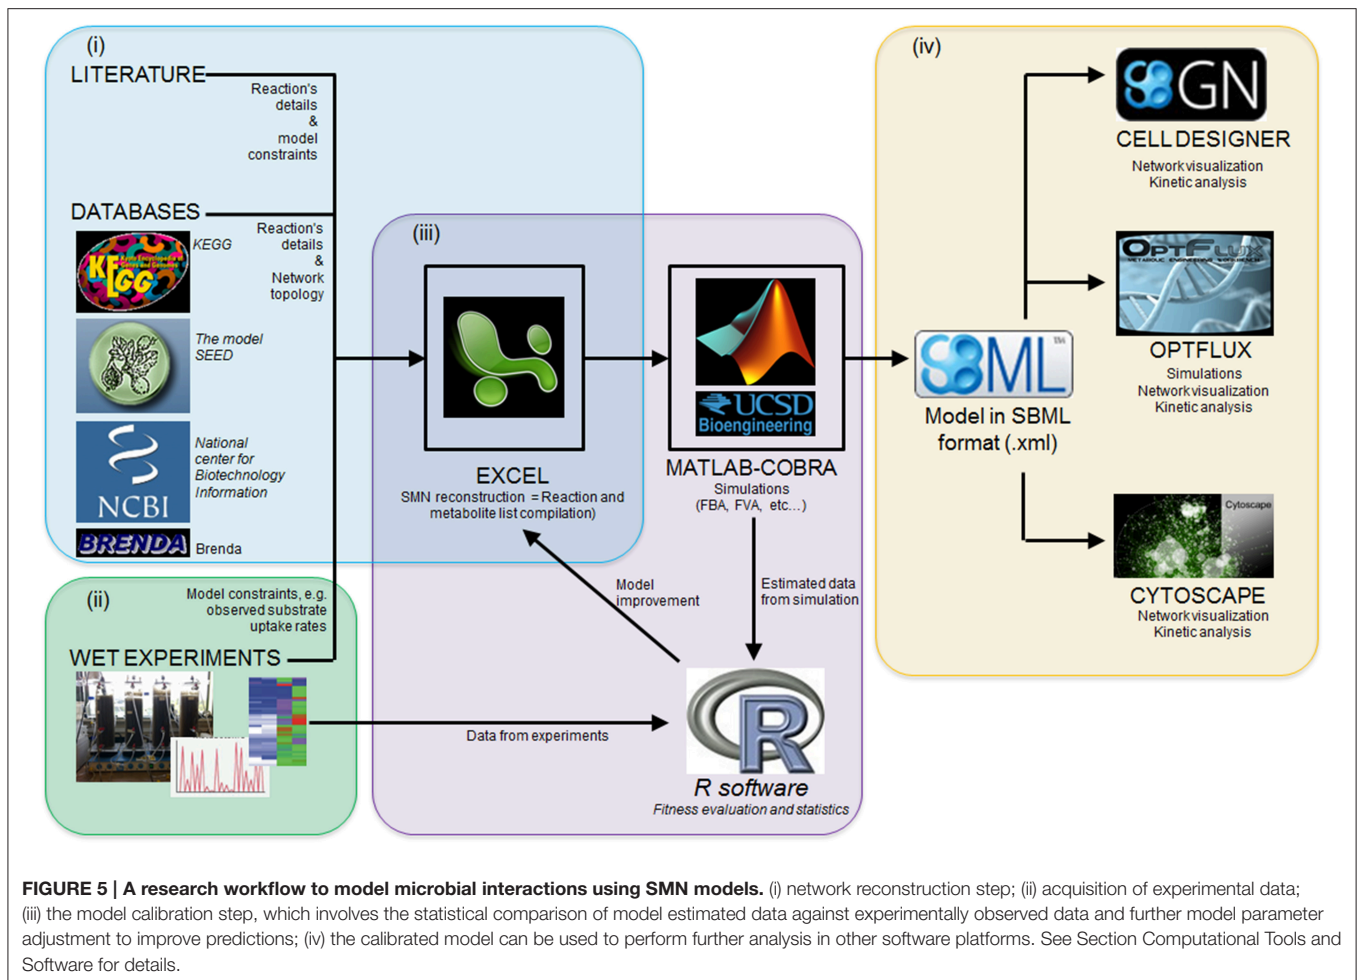 (i)
LITERATURE
Reaction's
details
&
model
constraints
DATABASES
Reaction's
details
&
Network
topology
KEGG
KEGG
The model
SEED
NCBI
National
center for
Biotechnology
Information
BRENDA
Brenda
(ii)
Model constraints, e.g.
observed substrate
uptake rates
WET EXPERIMENTS
Data from experiments
(iii)
EXCEL
SMN reconstruction = Reaction and
metabolite list compilation)
UCSD
Bioengineering
MATLAB-COBRA
Simulations
(FBA, FVA, etc...)
Model
improvement
Estimated data
from simulation
R
R software
Fitness evaluation and statistics
(iv)
SBML
TM
Model in SBML
format (.xml)
SBGN
CELL DESIGNER
Network visualization
Kinetic analysis
OPTFLUX
METABOLIC ENGINEERING WORKBENCH
OPTFLUX
Simulations
Network visualization
Kinetic analysis
Cytoscape
CYTOSCAPE
Network visualization
Kinetic analysis
FIGURE 5 | A research workflow to model microbial interactions using SMN models. (i) network reconstruction step; (ii) acquisition of experimental data;
(iii) the model calibration step, which involves the statistical comparison of model estimated data against experimentally observed data and further model parameter
adjustment to improve predictions; (iv) the calibrated model can be used to perform further analysis in other software platforms. See Section Computational Tools and
Software for details.